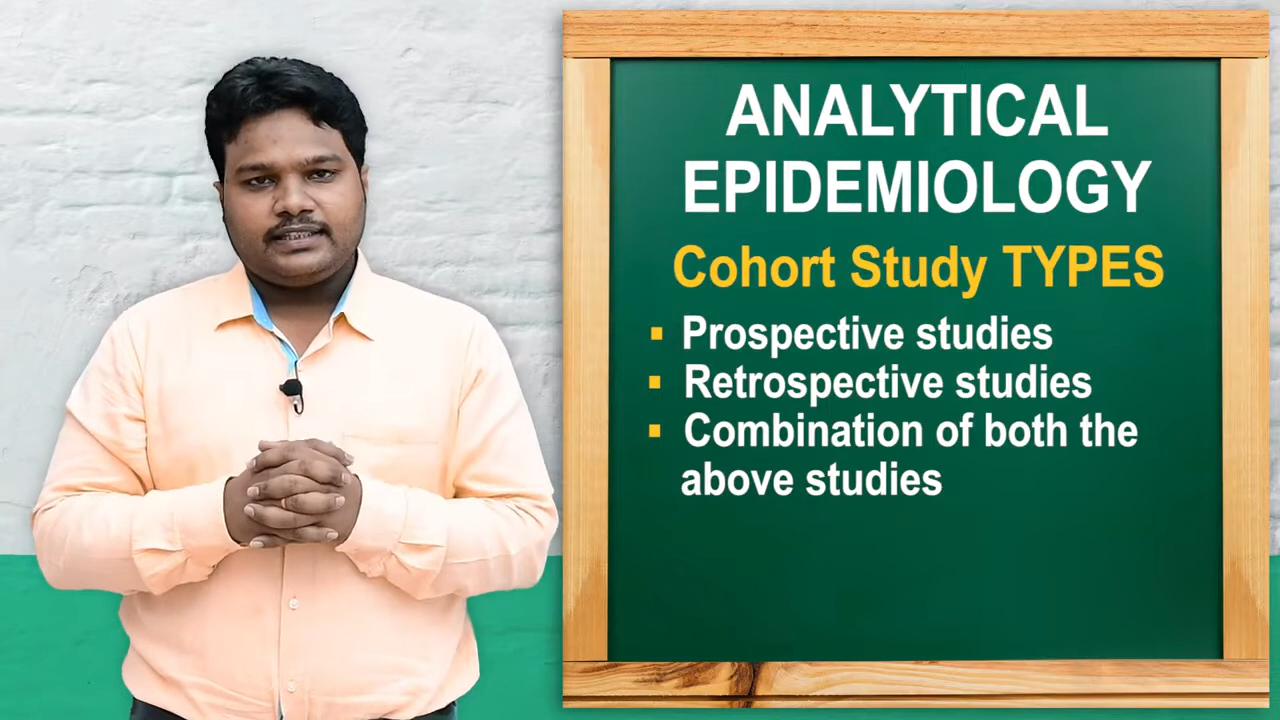 ANALYTICAL
EPIDEMIOLOGY
Cohort Study TYPES
▪ Prospective studies
▪ Retrospective studies
▪ Combination of both the
above studies